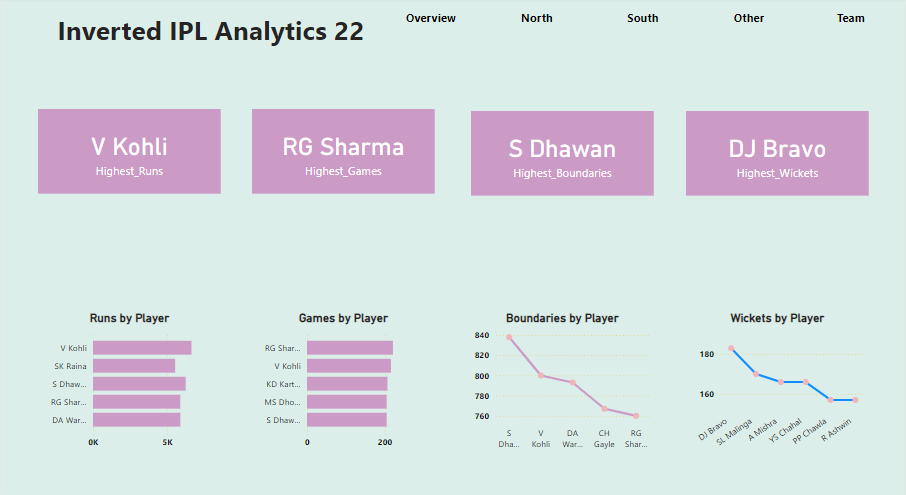 Inverted IPL Analytics 22
Overview North South Other Team
V Kohli
Highest_Runs
RG Sharma
Highest_Games
S Dhawan
Highest_Boundaries
DJ Bravo
Highest_Wickets
Runs by Player
V Kohli
SK Raina
S Dhaw...
RG Shar...
DA War...
0K 5K
Games by Player
RG Shar...
V Kohli
KD Kart...
MS Dho...
S Dhaw...
0 200
Boundaries by Player
840
820
800
780
760
S Dha...
V Kohli
DA War...
CH Gayle
RG Shar...
Wickets by Player
180
160
DJ Bravo
SL Malinga
A Mishra
YS Chahal
PP Chawla
R Ashwin